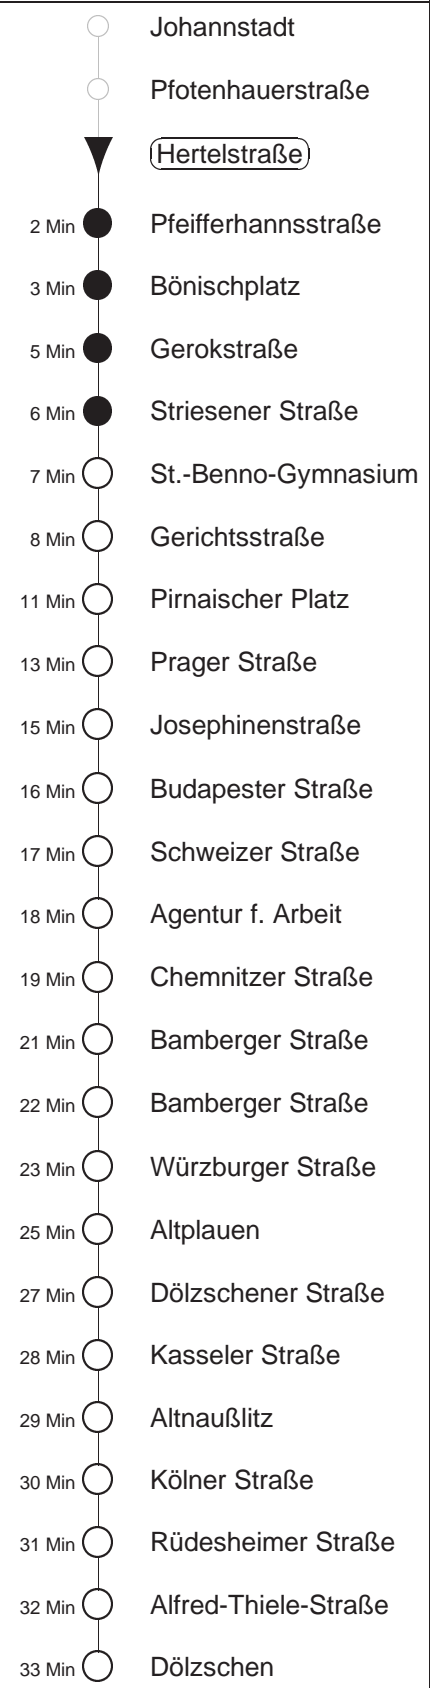 Johannstadt
Pfotenhauerstraße
Hertelstraße
2 Min Pfeifferhannsstraße
3 Min Bönischplatz
5 Min Gerokstraße
6 Min Striesener Straße
7 Min St.-Benno-Gymnasium
8 Min Gerichtsstraße
11 Min Pirnaischer Platz
13 Min Prager Straße
15 Min Josephinenstraße
16 Min Budapester Straße
17 Min Schweizer Straße
18 Min Agentur f. Arbeit
19 Min Chemnitzer Straße
21 Min Bamberger Straße
22 Min Bamberger Straße
23 Min Würzburger Straße
25 Min Altplauen
27 Min Dölzschener Straße
28 Min Kasseler Straße
29 Min Altnaußlitz
30 Min Kölner Straße
31 Min Rüdesheimer Straße
32 Min Alfred-Thiele-Straße
33 Min Dölzschen